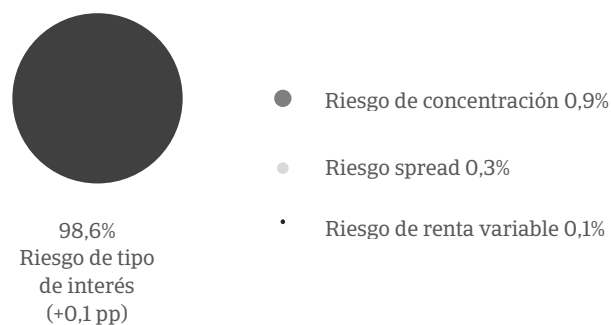 98,6%
Riesgo de tipo
de interés
(+0,1 pp)
Riesgo de concentración 0,9%
Riesgo spread 0,3%
Riesgo de renta variable 0,1%